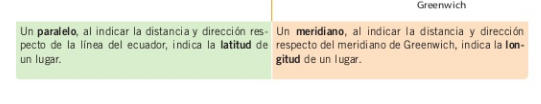 Greenwich
Un paralelo, al indicar la distancia y dirección res-
pecto de la línea del ecuador, indica la latitud de
un lugar.
Un meridiano, al indicar la distancia y dirección
respecto del meridiano de Greenwich, indica la lon-
gitud de un lugar.